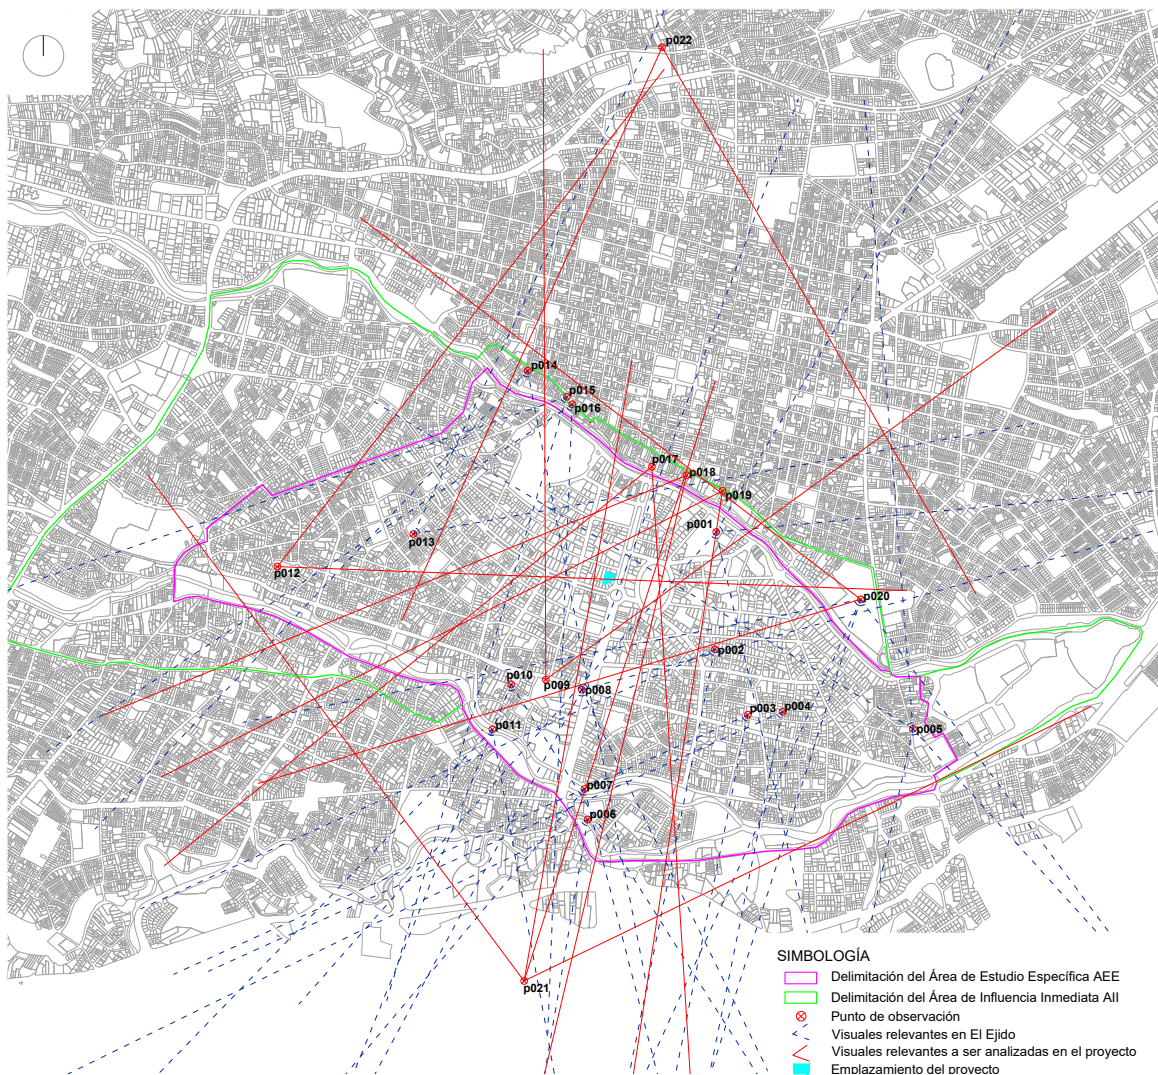 p022
p014
p015
p016
p017
p018
p019
p001
p013
p012
p020
p002
p010
p009
p008
p003
p004
p011
p005
p007
p006
p021
SIMBOLOGÍA
Delimitación del Área de Estudio Específica AEE
Delimitación del Área de Influencia Inmediata AII
Punto de observación
Visuales relevantes en El Ejido
Visuales relevantes a ser analizadas en el proyecto
Emplazamiento del proyecto